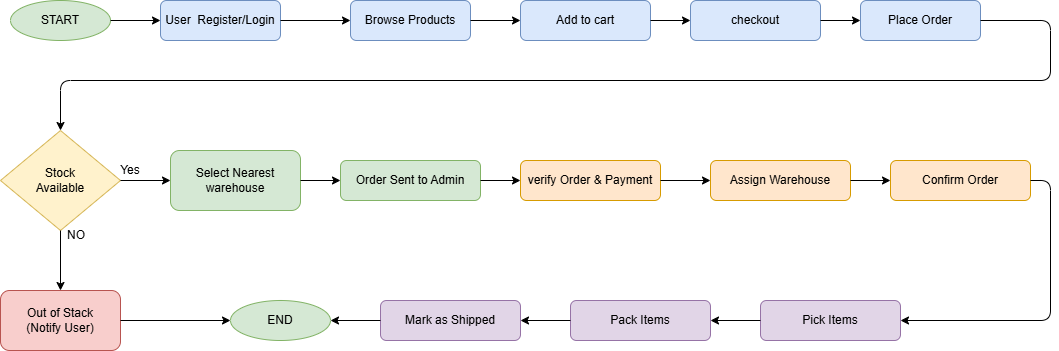 START
User Register/Login
Browse Products
Add to cart
checkout
Place Order
Stock
Available
Yes
Select Nearest
warehouse
Order Sent to Admin
verify Order & Payment
Assign Warehouse
Confirm Order
NO
Out of Stack
(Notify User)
END
Mark as Shipped
Pack Items
Pick Items